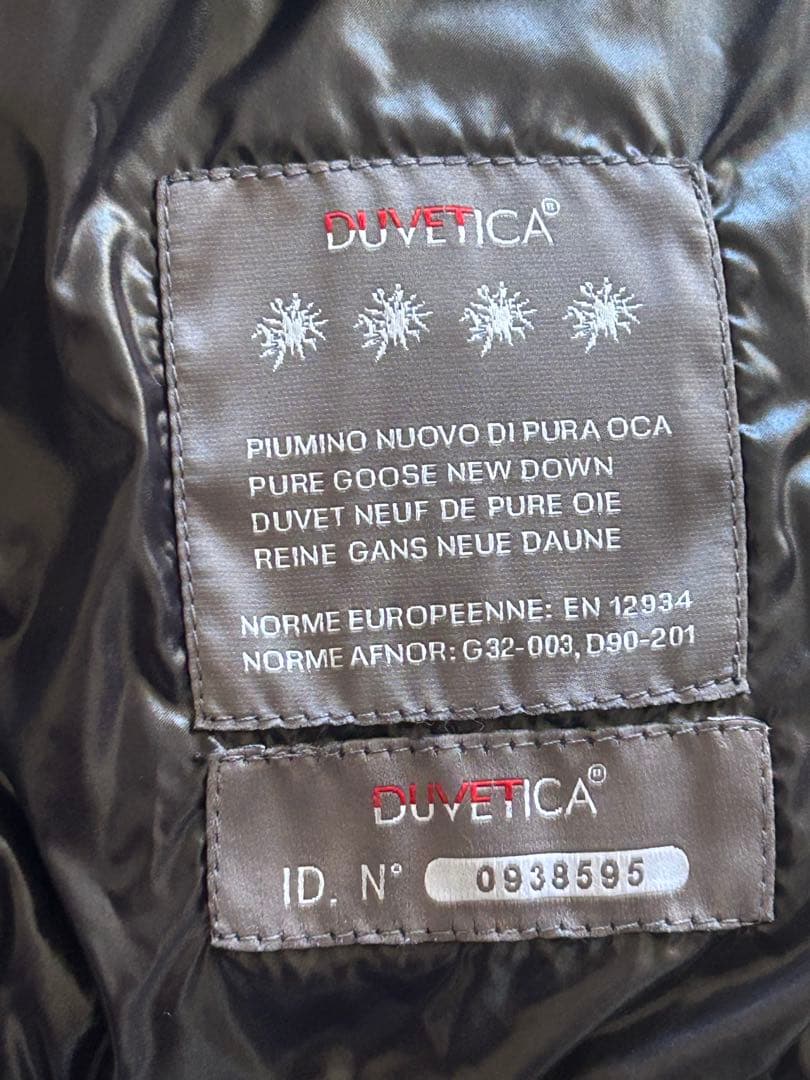 DUVETICA®
PIUMINO NUOVO DI PURA OCA
PURE GOOSE NEW DOWN
DUVET NEUF DE PURE OIE
REINE GANS NEUE DAUNE
NORME EUROPEENNE: EN 12934
NORME AFNOR: G32-003, D90-201
DUVETICA®
ID. N° 0938595